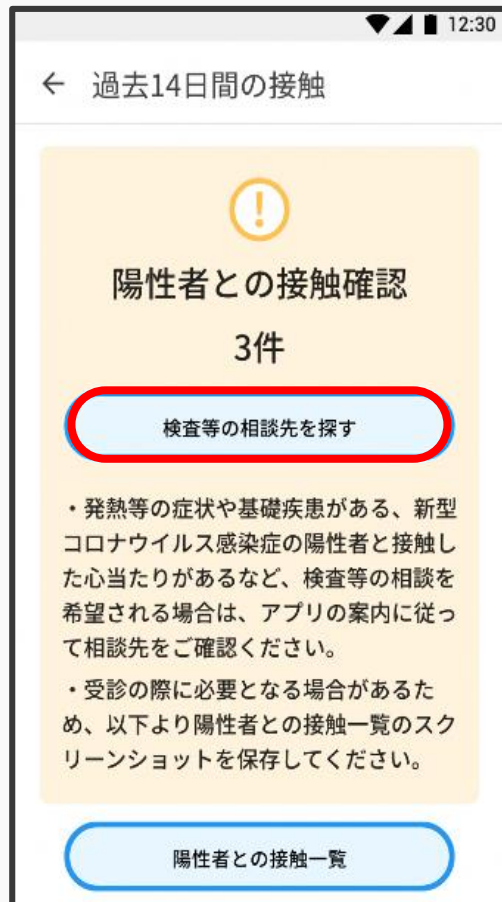 12:30
← 過去14日間の接触
陽性者との接触確認
3件
検査等の相談先を探す
・発熱等の症状や基礎疾患がある、新型
コロナウイルス感染症の陽性者と接触し
た心当たりがあるなど、検査等の相談を
希望される場合は、アプリの案内に従っ
て相談先をご確認ください。
・受診の際に必要となる場合があるた
め、以下より陽性者との接触一覧のスク
リーンショットを保存してください。
陽性者との接触一覧